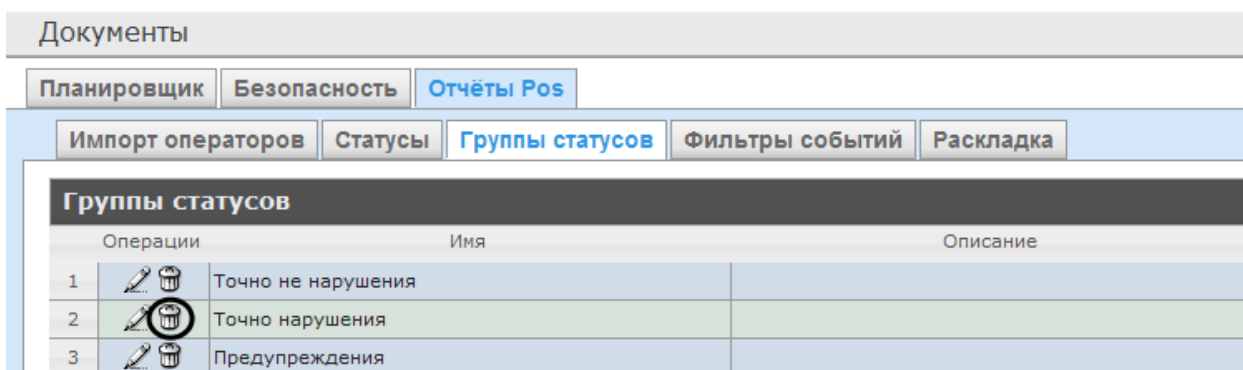 Документы
Планировщик Безопасность Отчёты Pos
Импорт операторов Статусы Группы статусов Фильтры событий Раскладка
Группы статусов
Операции Имя Описание
1 Точно не нарушения
2 Точно нарушения
3 Предупреждения